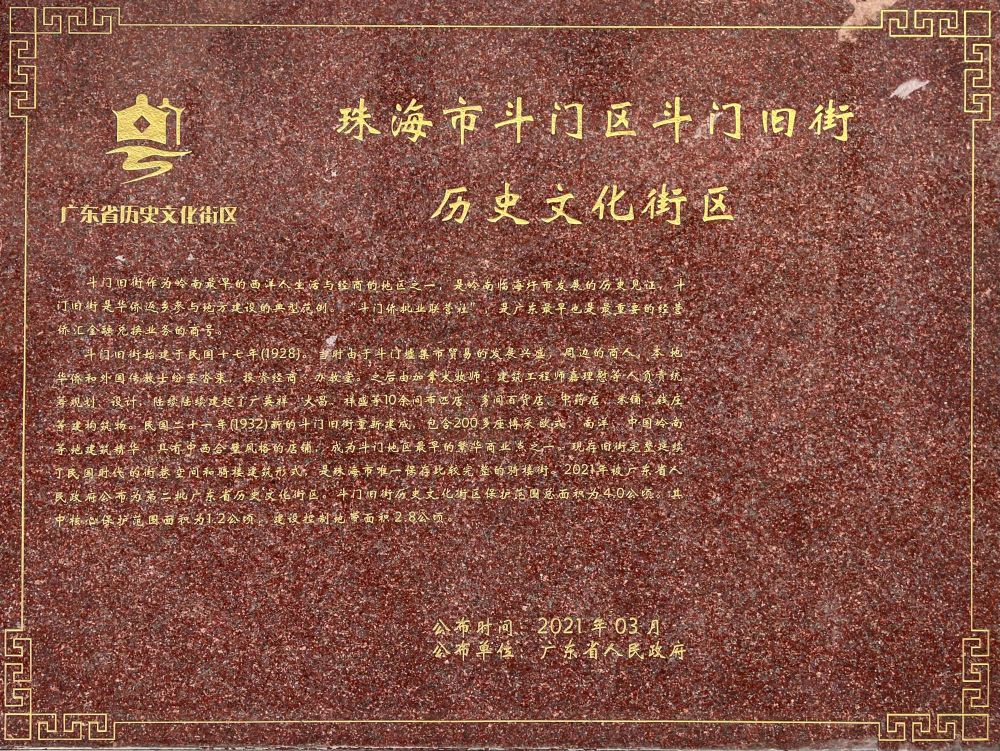 珠海市斗门区斗门旧街
历史文化街区
广东省历史文化街区
斗门旧街作为岭南最早的西洋人生活与经商的地区之一，是岭南临海圩市发展的历史见证，斗
门旧街是华侨返乡参与地方建设的典型范例。，“斗门侨批业联营社”，是广东最早也是最重要的经营
侨汇金融兑换业务的商号。
斗门旧街始建于民国十七年(1928)。当时由于斗门墟集市贸易的发展兴盛，周边的商人、本地
华侨和外国传教士纷至沓来，投资经商、办教堂。之后由加拿大牧师、建筑工程师嘉理慰等人负责统
筹规划、设计，陆续陆续建起了广英祥、大昌、祥盛等10余间布匹店、多间百货店、中药店、米铺、钱庄
等建构筑物。民国二十一年(1932)新的斗门旧街重新建成，包含200多座博采欧式、南洋、中国岭南
等地建筑精华、具有中西合璧风格的店铺，成为斗门地区最早的繁华商业点之一。现存旧街完整延续
了民国时代的街巷空间和骑楼建筑形式，是珠海市唯一保存比较完整的骑楼街。2021年被广东省人
民政府公布为第二批广东省历史文化街区，斗门旧街历史文化街区保护范围总面积为4.0公顷。其
中核心保护范围面积为1.2公顷，建设控制地带面积2.8公顷。
公布时间：2021年03月
公布单位：广东省人民政府